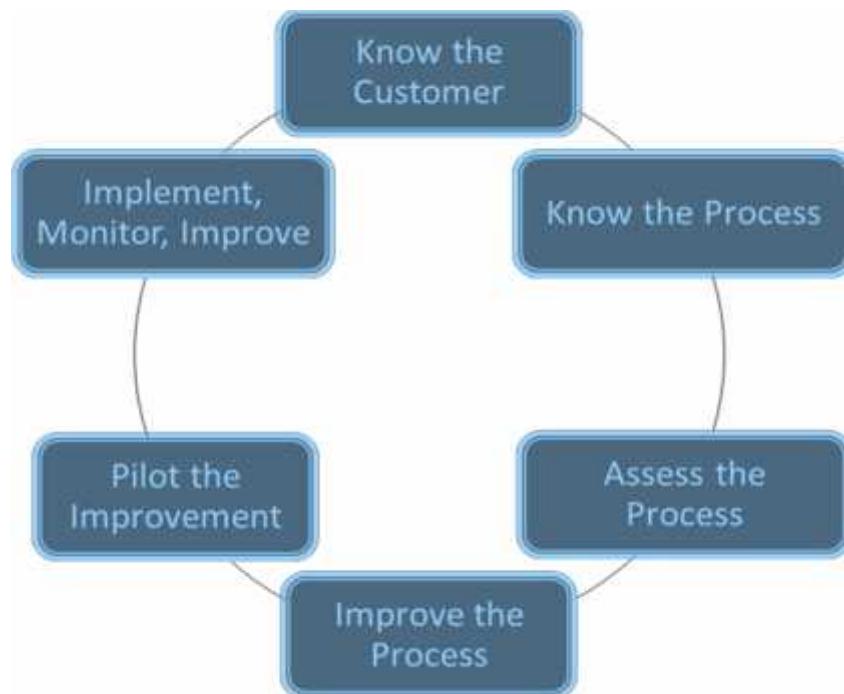 Know the
Customer
Know the Process
Assess the
Process
Improve the
Process
Pilot the
Improvement
Implement,
Monitor, Improve